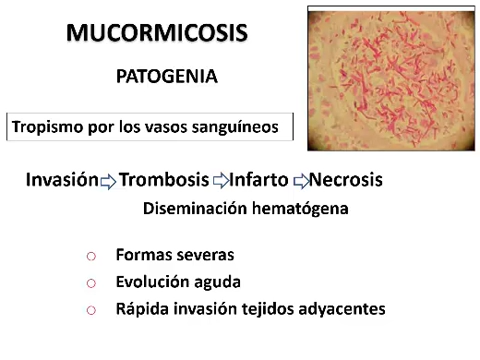 MUCORMICOSIS
PATOGENIA
Tropismo por los vasos sanguíneos
Invasión ⇨ Trombosis ⇨ Infarto ⇨ Necrosis
Diseminación hematógena
○ Formas severas
○ Evolución aguda
○ Rápida invasión tejidos adyacentes